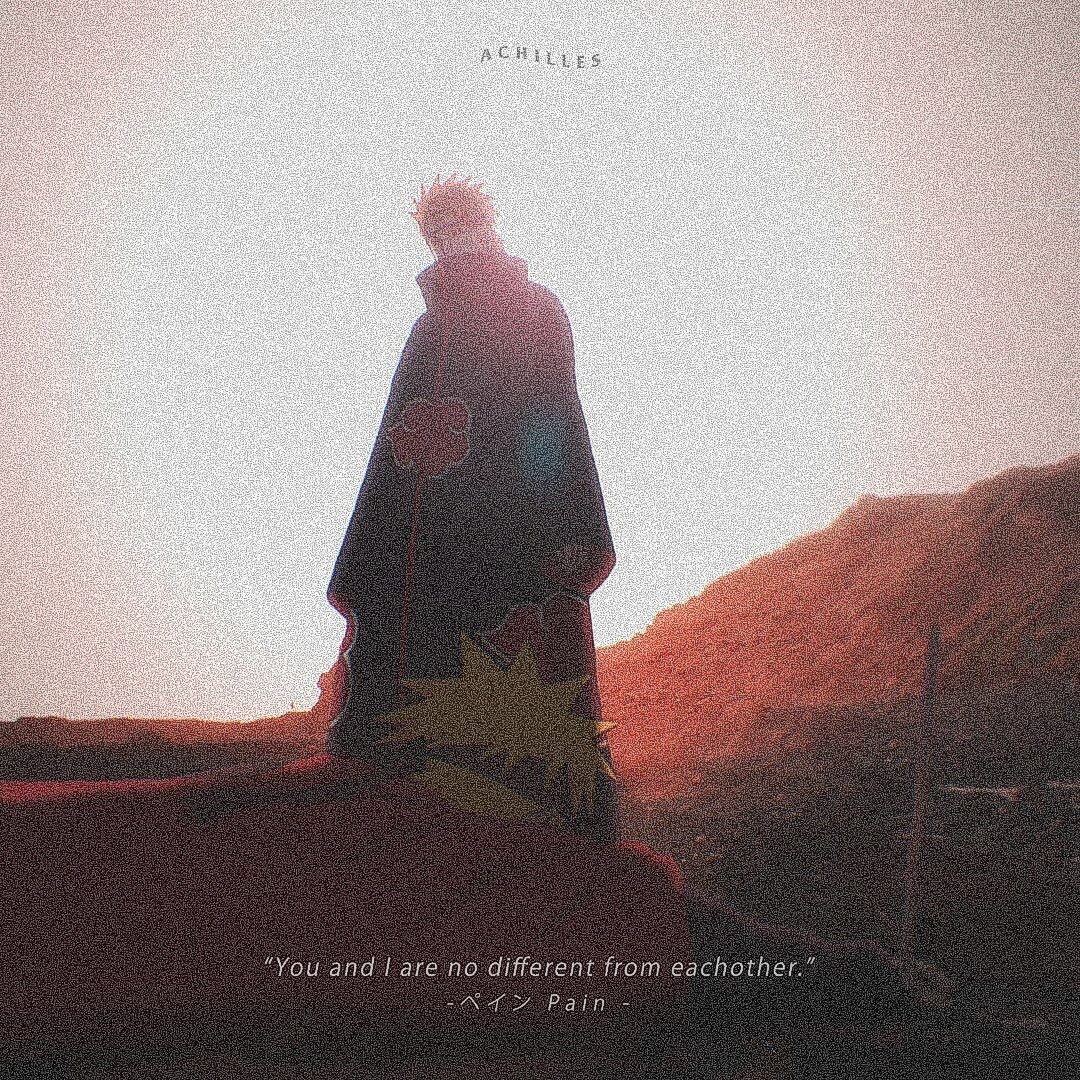 ACHILLES
“You and I are no different from eachother.”
-ペイン Pain -